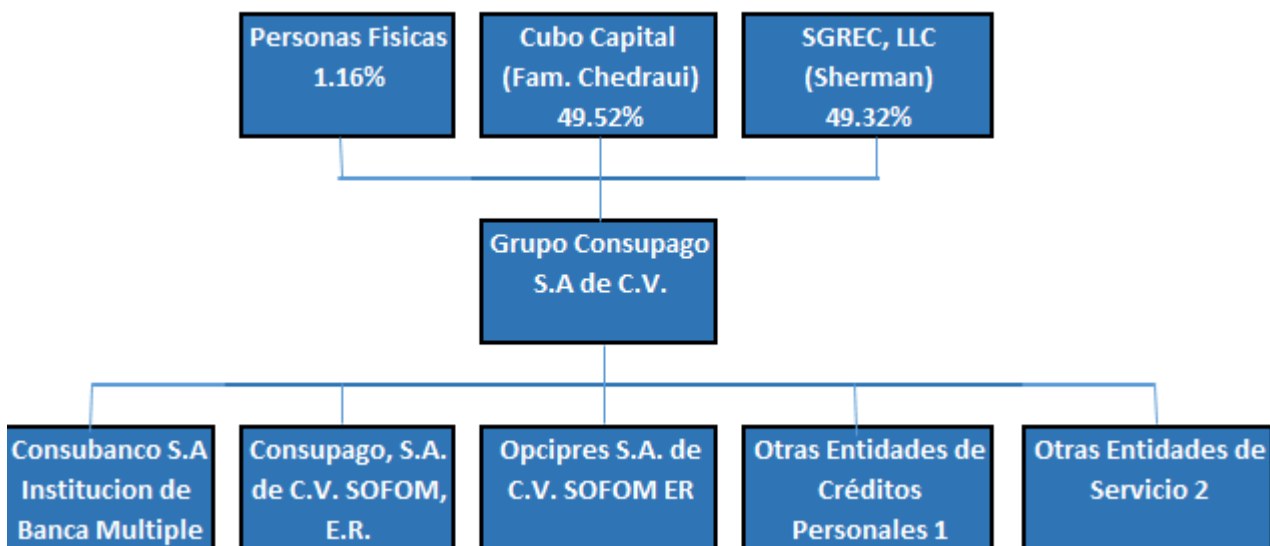 Personas Fisicas
1.16%
Cubo Capital
(Fam. Chedraui)
49.52%
SGREC, LLC
(Sherman)
49.32%
Grupo Consupago
S.A de C.V.
Consubanco S.A
Institucion de
Banca Multiple
Consupago, S.A.
de C.V. SOFOM,
E.R.
Opcipres S.A. de
C.V. SOFOM ER
Otras Entidades de
Créditos
Personales 1
Otras Entidades de
Servicio 2